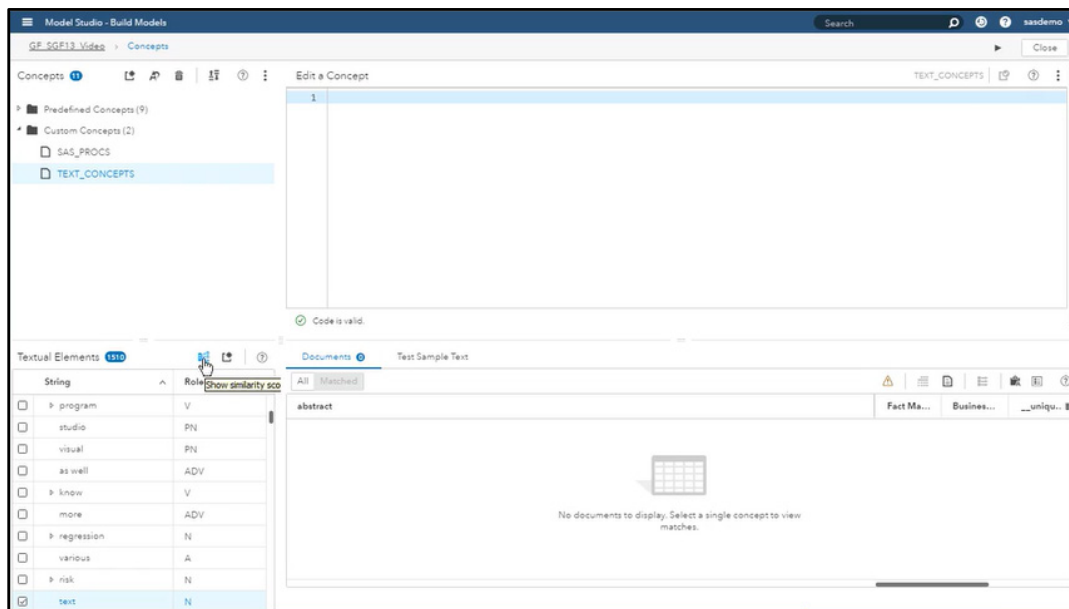 Model Studio - Build Models
Search
sasdemo
GF_SGF13_Video > Concepts
Close
Concepts 11
Edit a Concept
TEXT_CONCEPTS
1
Predefined Concepts (9)
Custom Concepts (2)
SAS_PROCS
TEXT_CONCEPTS
Code is valid.
Textual Elements 1510
Documents 0
Test Sample Text
String
Role
Show similarity sco
All
Matched
abstract
Fact Ma...
Busines...
__uniqu..
program V
studio PN
visual PN
as well ADV
know V
more ADV
regression N
various A
risk N
text N
No documents to display. Select a single concept to view
matches.